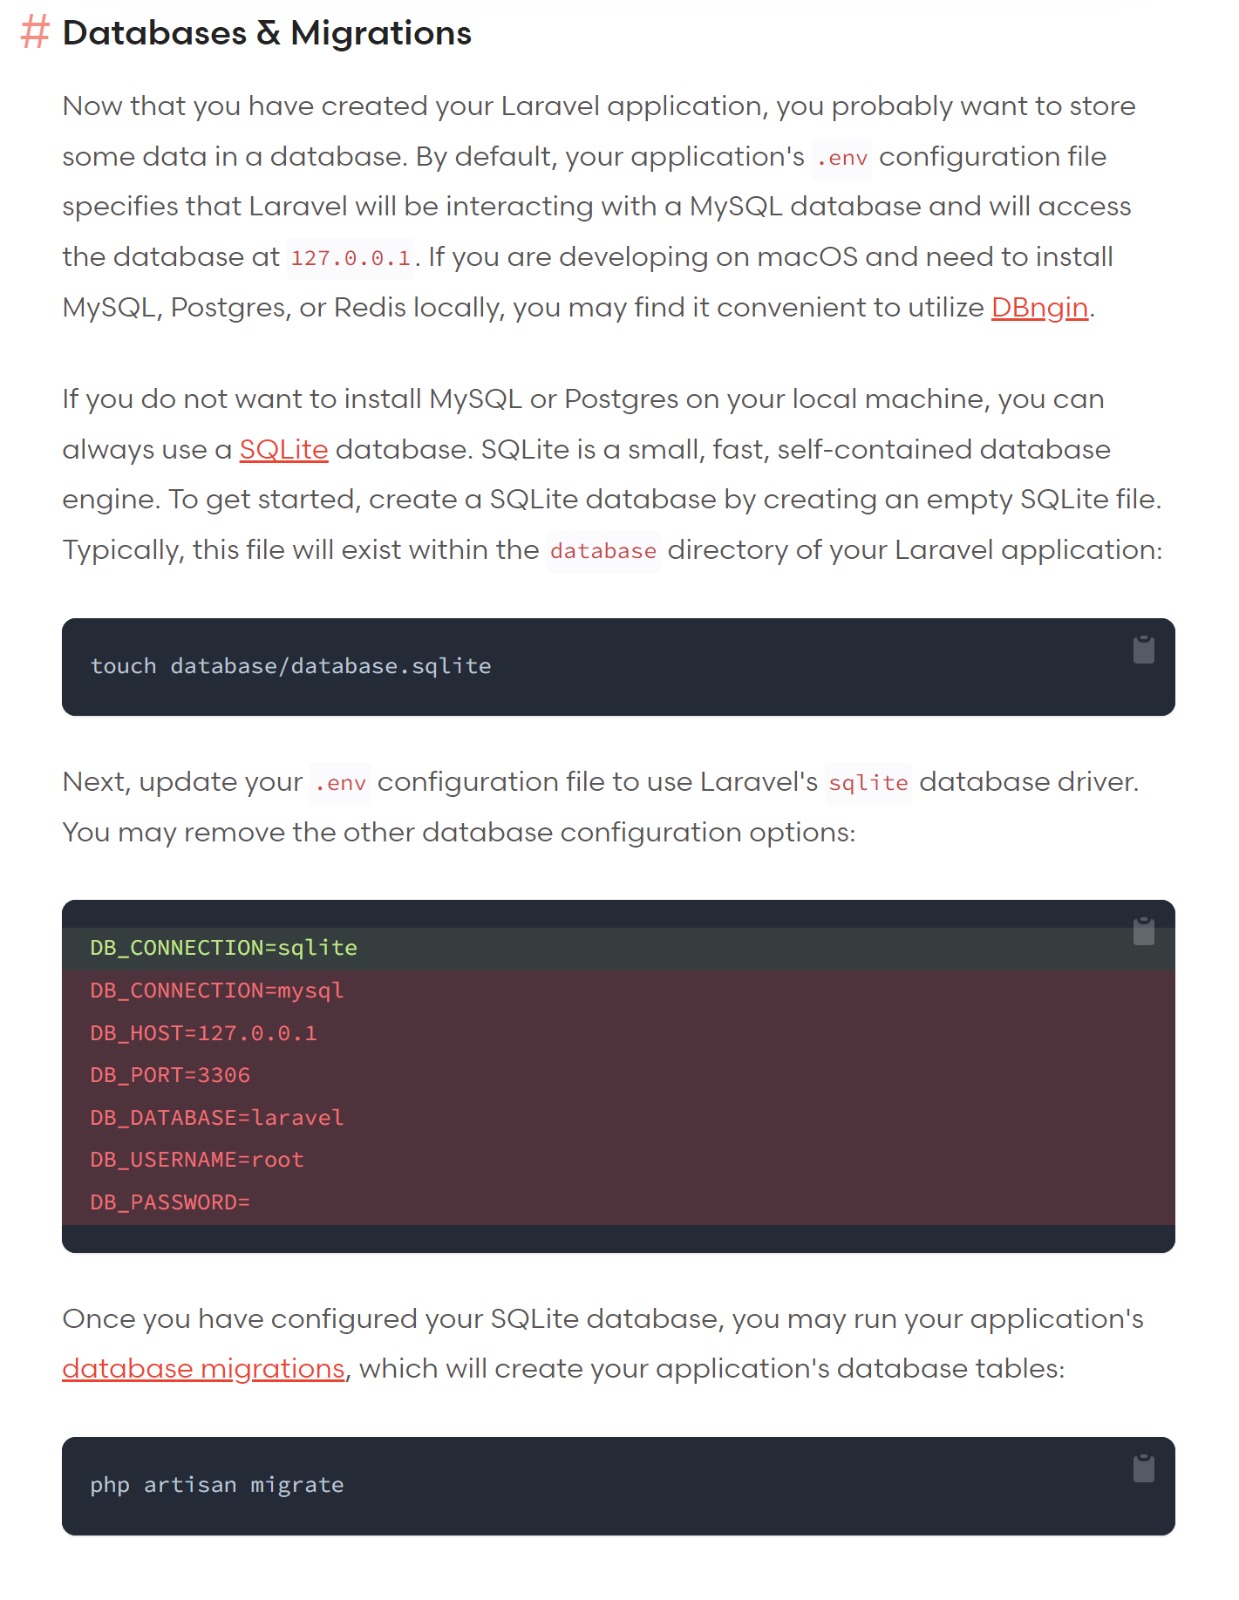 # Databases & Migrations
Now that you have created your Laravel application, you probably want to store
some data in a database. By default, your application's .env configuration file
specifies that Laravel will be interacting with a MySQL database and will access
the database at 127.0.0.1. If you are developing on macOS and need to install
MySQL, Postgres, or Redis locally, you may find it convenient to utilize DBngin.
If you do not want to install MySQL or Postgres on your local machine, you can
always use a SQLite database. SQLite is a small, fast, self-contained database
engine. To get started, create a SQLite database by creating an empty SQLite file.
Typically, this file will exist within the database directory of your Laravel application:
touch database/database.sqlite
Next, update your .env configuration file to use Laravel's sqlite database driver.
You may remove the other database configuration options:
DB_CONNECTION=sqlite
DB_CONNECTION=mysql
DB_HOST=127.0.0.1
DB_PORT=3306
DB_DATABASE=laravel
DB_USERNAME=root
DB_PASSWORD=
Once you have configured your SQLite database, you may run your application's
database migrations, which will create your application's database tables:
php artisan migrate